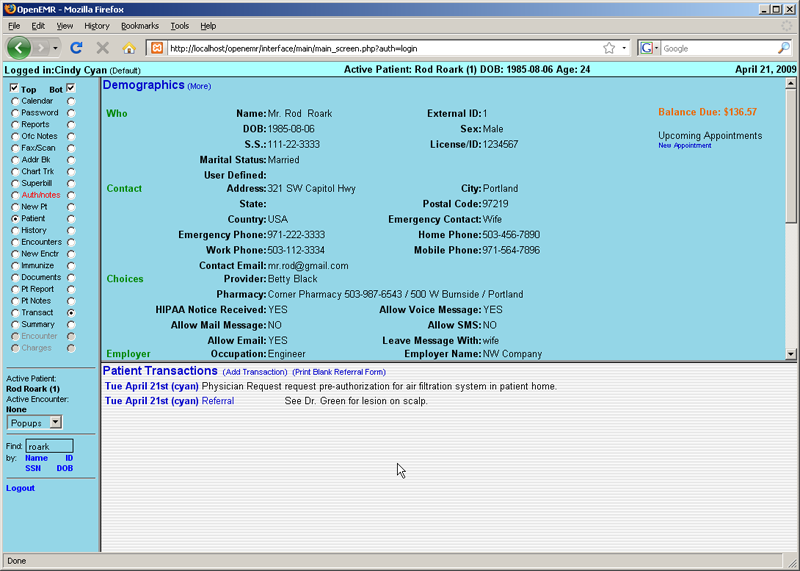 OpenEMR - Mozilla Firefox
File Edit View History Bookmarks Tools Help
http://localhost/openemr/interface/main/main_screen.php?auth=login
Google
Logged in:Cindy Cyan (Default) Active Patient: Rod Roark (1) DOB: 1985-08-06 Age: 24 April 21, 2009
Top Bot
Calendar
Password
Reports
Ofc Notes
Fax/Scan
Addr Bk
Chart Trk
Superbill
Auth/notes
New Pt
Patient
History
Encounters
New Enctr
Immunize
Documents
Pt Report
Pt Notes
Transact
Summary
Encounter
Charges
Active Patient:
Rod Roark (1)
Active Encounter:
None
Popups
Find: roark
by: Name ID
SSN DOB
Logout
Demographics (More)
Who Name: Mr. Rod Roark External ID: 1
DOB: 1985-08-06 Sex: Male
S.S.: 111-22-3333 License/ID: 1234567
Marital Status: Married
User Defined:
Contact Address: 321 SW Capitol Hwy City: Portland
State: Postal Code: 97219
Country: USA Emergency Contact: Wife
Emergency Phone: 971-222-3333 Home Phone: 503-456-7890
Work Phone: 503-112-3334 Mobile Phone: 971-564-7896
Contact Email: mr.rod@gmail.com
Choices Provider: Betty Black
Pharmacy: Corner Pharmacy 503-987-6543 / 500 W Burnside / Portland
HIPAA Notice Received: YES Allow Voice Message: YES
Allow Mail Message: NO Allow SMS: NO
Allow Email: YES Leave Message With: wife
Employer Occupation: Engineer Employer Name: NW Company
Balance Due: $136.57
Upcoming Appointments
New Appointment
Patient Transactions (Add Transaction) (Print Blank Referral Form)
Tue April 21st (cyan) Physician Request request pre-authorization for air filtration system in patient home.
Tue April 21st (cyan) Referral See Dr. Green for lesion on scalp.
Done